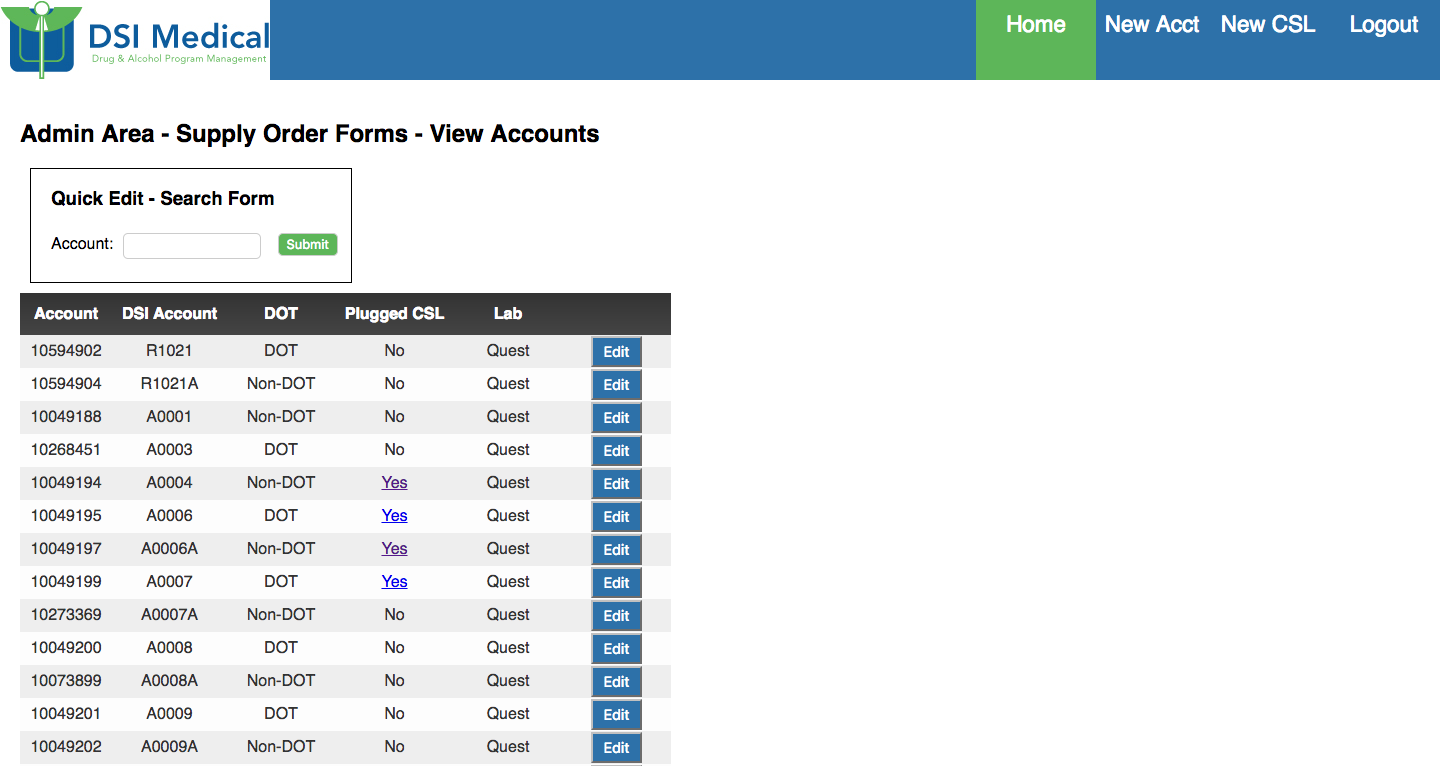 DSI Medical
Drug & Alcohol Program Management
Home New Acct New CSL Logout
Admin Area - Supply Order Forms - View Accounts
Quick Edit - Search Form
Account: Submit
Account DSI Account DOT Plugged CSL Lab
10594902 R1021 DOT No Quest Edit
10594904 R1021A Non-DOT No Quest Edit
10049188 A0001 Non-DOT No Quest Edit
10268451 A0003 DOT No Quest Edit
10049194 A0004 Non-DOT Yes Quest Edit
10049195 A0006 DOT Yes Quest Edit
10049197 A0006A Non-DOT Yes Quest Edit
10049199 A0007 DOT Yes Quest Edit
10273369 A0007A Non-DOT No Quest Edit
10049200 A0008 DOT No Quest Edit
10073899 A0008A Non-DOT No Quest Edit
10049201 A0009 DOT No Quest Edit
10049202 A0009A Non-DOT No Quest Edit